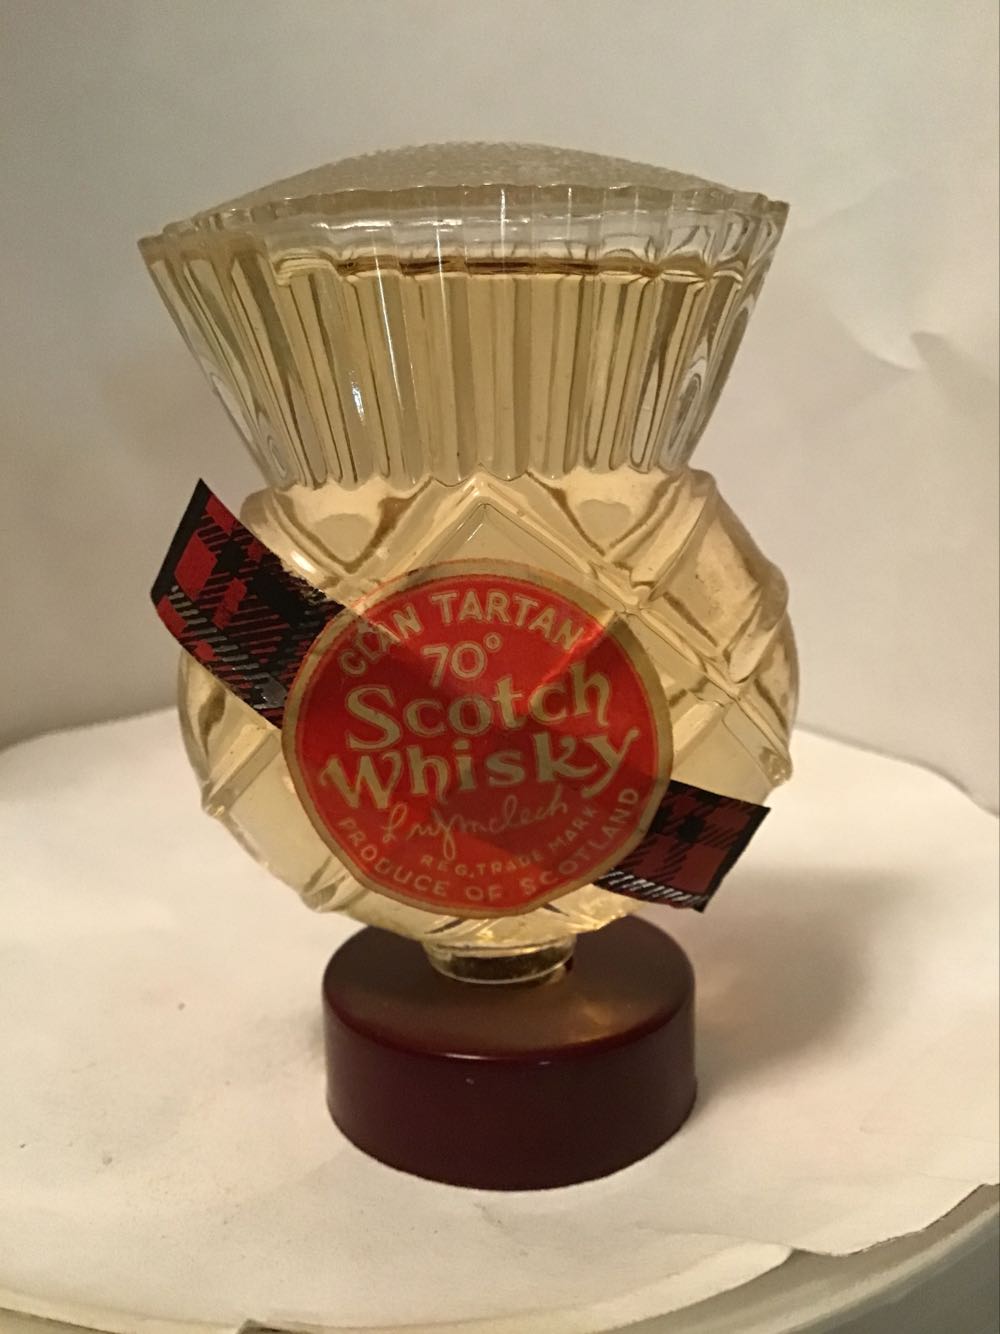 CLAN TARTAN
70°
Scotch
Whisky
REG. TRADE MARK
PRODUCE OF SCOTLAND